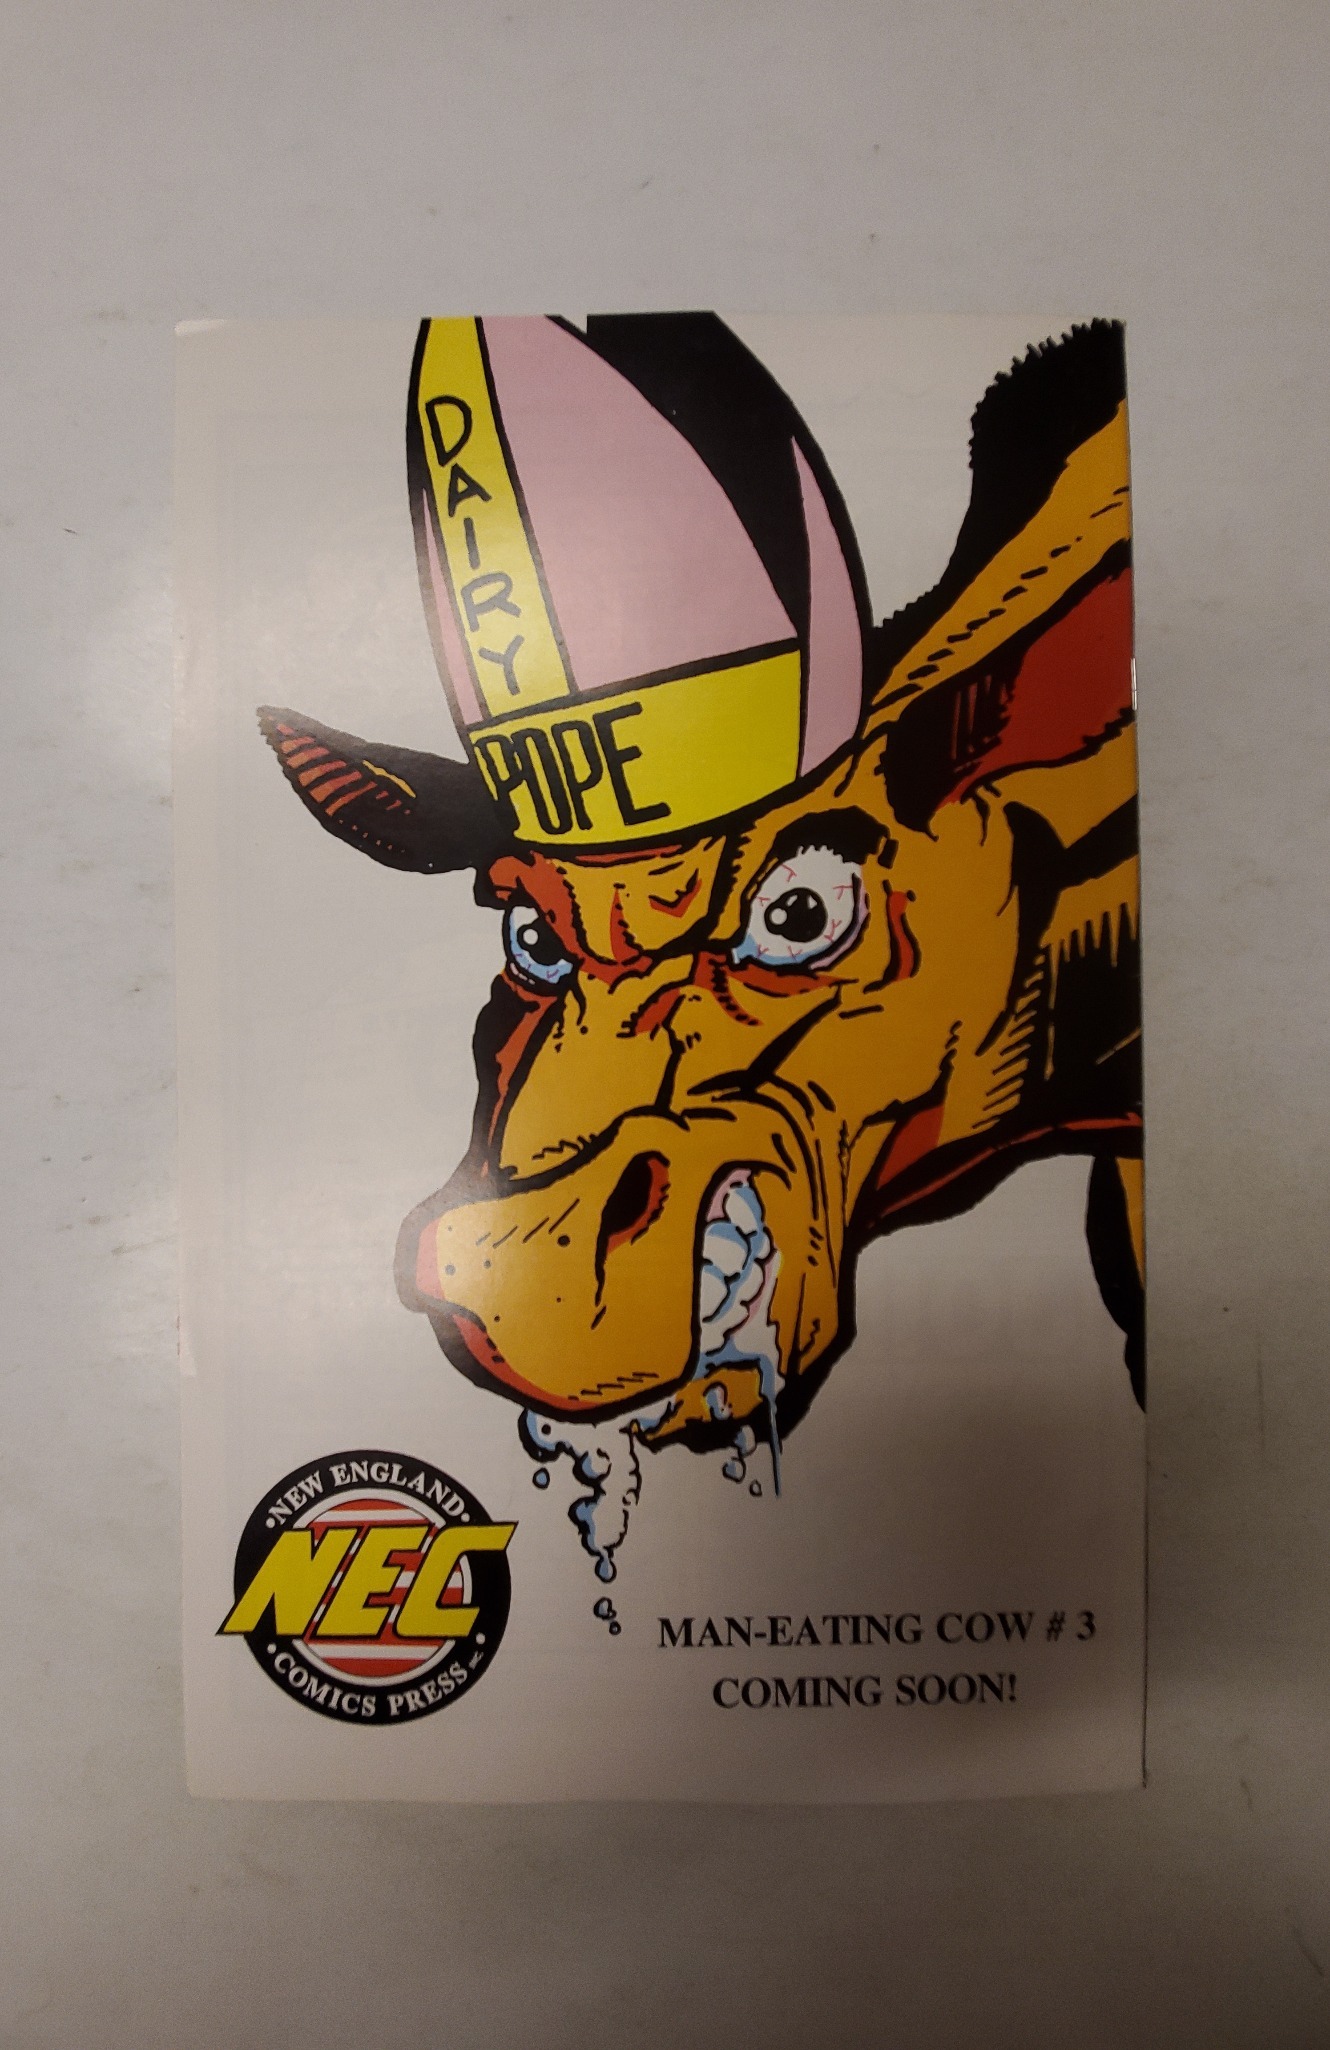 DAIRY
POPE
NEW ENGLAND
NEC
COMICS PRESS
MAN-EATING COW # 3
COMING SOON!